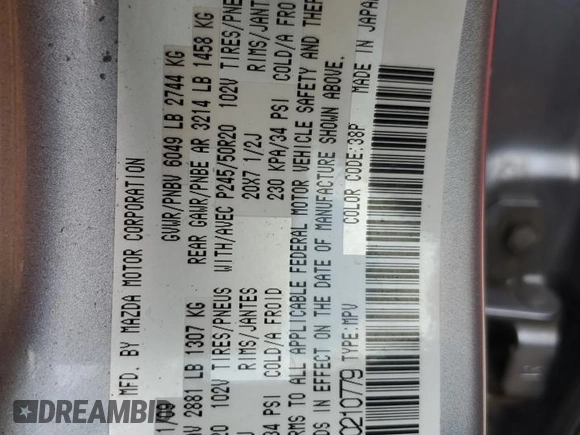 MFD. BY MAZDA MOTOR CORPORATION
GVWR/PNBV 6049 LB 2744 KG
2881 LB 1307 KG REAR GAWR/PNBE AR 3214 LB 1458 KG
102V TIRES/PNEUS WITH/AVEC P245/50R20 102V TIRES/PNE
RIMS/JANTES 20X7 1/2J RIMS/JANT
34 PSI COLD/A FROID 230 KPA/34 PSI COLD/A FRO
RMS TO ALL APPLICABLE FEDERAL MOTOR VEHICLE SAFETY AND THEF
DS IN EFFECT ON THE DATE OF MANUFACTURE SHOWN ABOVE.
C210779 TYPE:MPV COLOR CODE:38P MADE IN JAPA
© AUTOBIDCAR